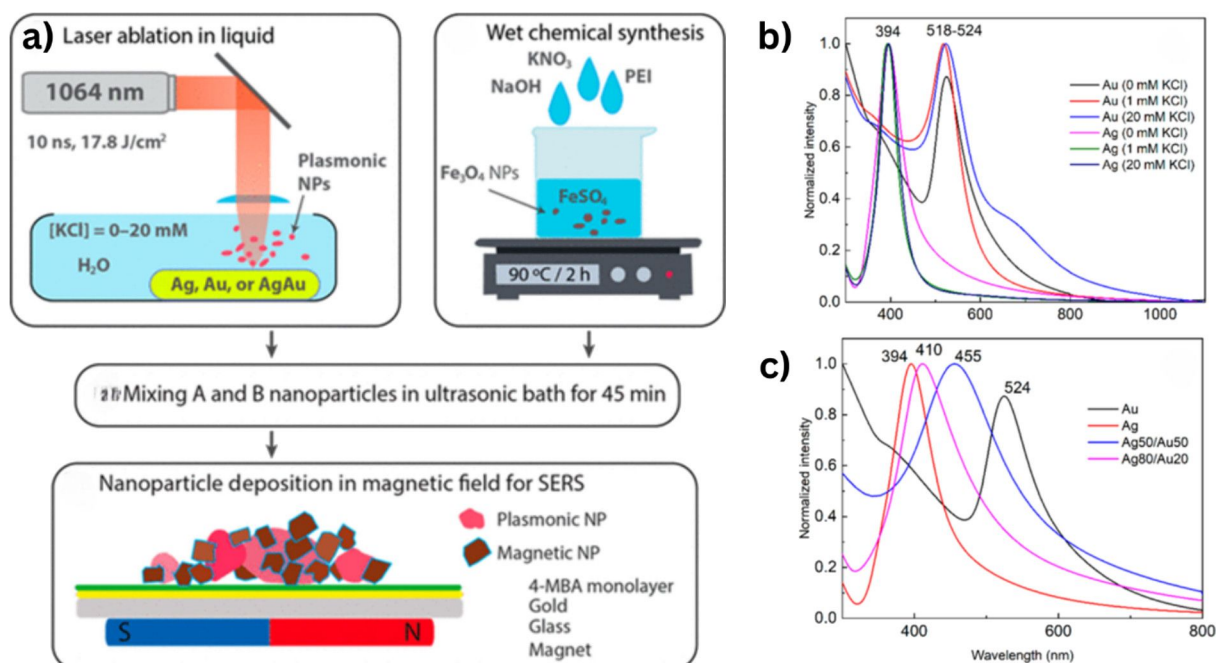 a)
Laser ablation in liquid
1064 nm
10 ns, 17.8 J/cm²
Plasmonic
NPs
[KCl] = 0–20 mM
H₂O
Ag, Au, or AgAu
Wet chemical synthesis
KNO₃
NaOH
PEI
Fe₃O₄ NPs
FeSO₄
90 ºC / 2 h
Mixing A and B nanoparticles in ultrasonic bath for 45 min
Nanoparticle deposition in magnetic field for SERS
Plasmonic NP
Magnetic NP
4-MBA monolayer
Gold
Glass
Magnet
S
N
b)
394
518-524
Au (0 mM KCl)
Au (1 mM KCl)
Au (20 mM KCl)
Ag (0 mM KCl)
Ag (1 mM KCl)
Ag (20 mM KCl)
Normalized intensity
1.0
0.8
0.6
0.4
0.2
0.0
400
600
800
1000
c)
394
410
455
524
Au
Ag
Ag50/Au50
Ag80/Au20
Normalized intensity
1.0
0.8
0.6
0.4
0.2
0.0
400
600
800
Wavelength (nm)